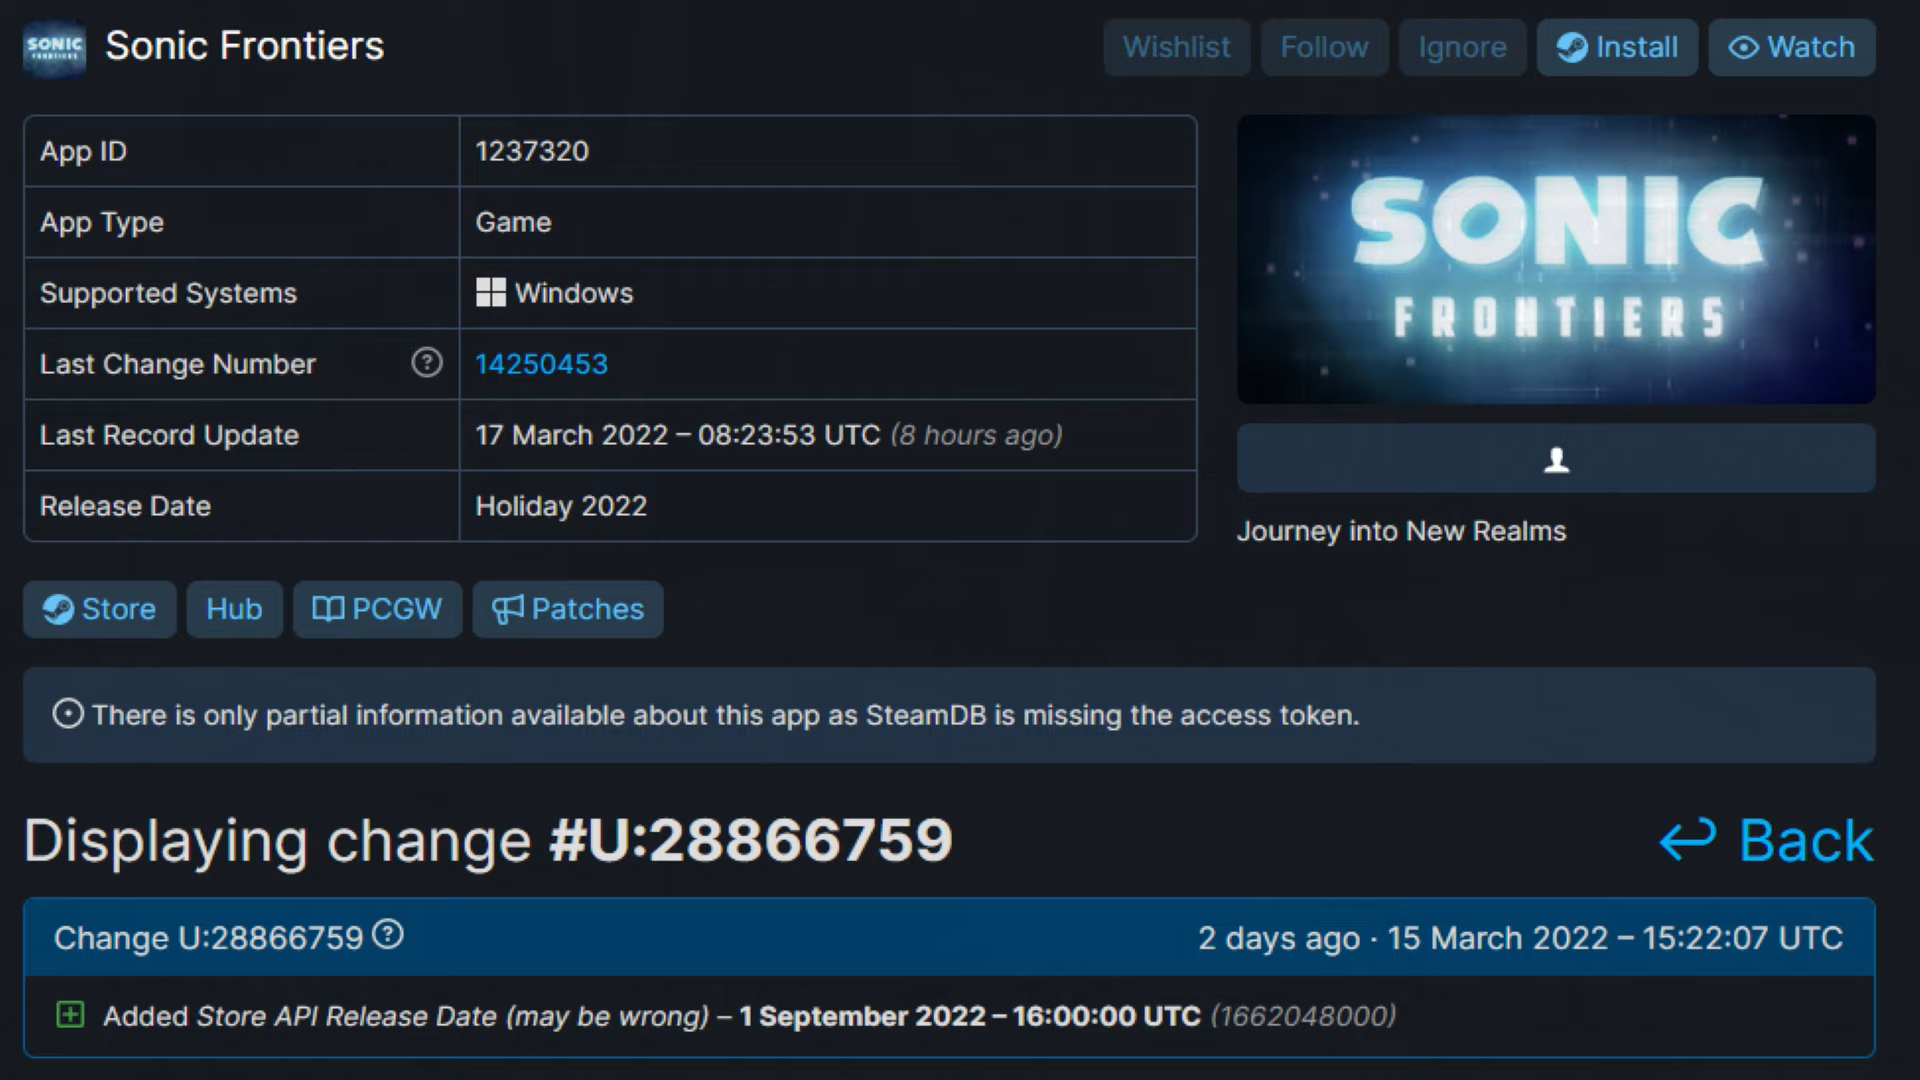 SONIC
FRONTIERS
Sonic Frontiers
Wishlist
Follow
Ignore
Install
Watch
App ID
1237320
App Type
Game
Supported Systems
Windows
Last Change Number
14250453
Last Record Update
17 March 2022 – 08:23:53 UTC (8 hours ago)
Release Date
Holiday 2022
SONIC
FRONTIERS
Journey into New Realms
Store
Hub
PCGW
Patches
There is only partial information available about this app as SteamDB is missing the access token.
Displaying change #U:28866759
Back
Change U:28866759
2 days ago · 15 March 2022 – 15:22:07 UTC
Added Store API Release Date (may be wrong) – 1 September 2022 – 16:00:00 UTC (1662048000)